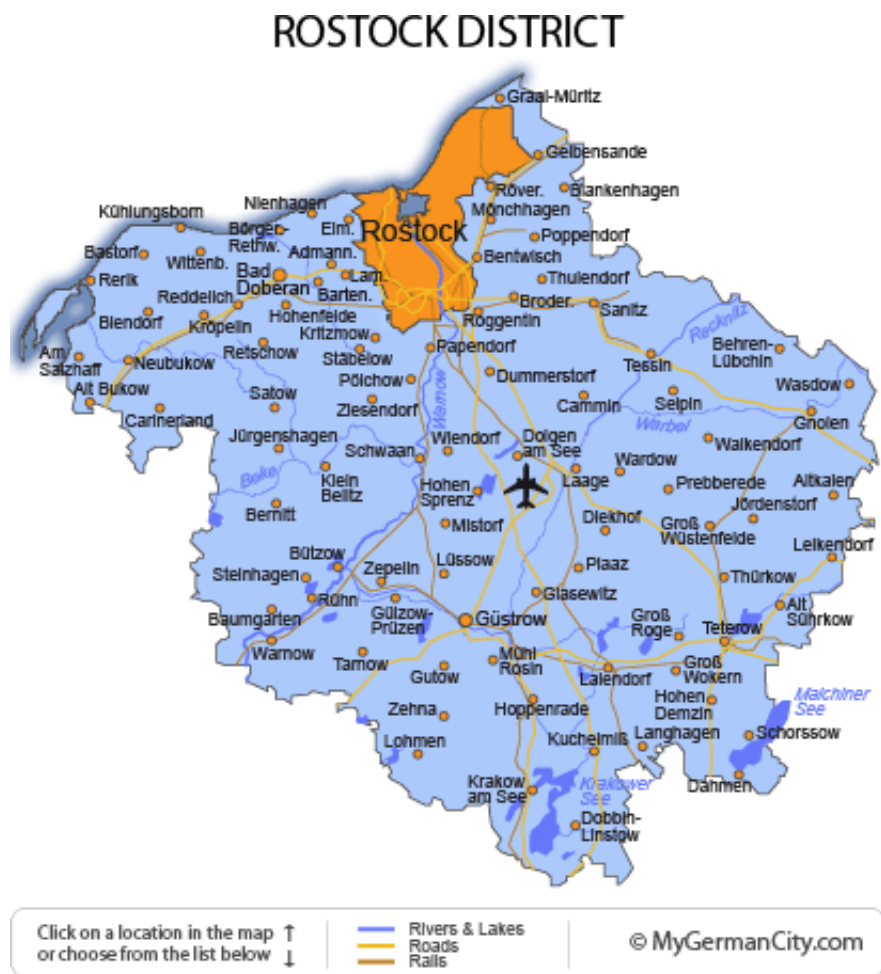 ROSTOCK DISTRICT
Graal-Müritz
Gelbensande
Röver.
Blankenhagen
Nienhagen
Mönchhagen
Kühlungsborn
Elm.
Rostock
Börger-
Rethw.
Poppendorf
Bastorf
Wittenb.
Admann.
Bentwisch
Rerik
Bad
Doberan
Lam.
Thulendorf
Reddelich
Barten.
Broder.
Sanitz
Recknitz
Biendorf
Kröpelin
Hohenfelde
Roggentin
Kritzmow
Am
Salzhaff
Neubukow
Retschow
Stäbelow
Papendorf
Tessin
Behren-
Lübchin
Pölchow
Dummerstorf
Wasdow
Alt Bukow
Satow
Ziesendorf
Warnow
Cammin
Selpin
Carinerland
Warbel
Gnoien
Jürgenshagen
Wiendorf
Dolgen
am See
Walkendorf
Schwaan
Beke
Klein
Belitz
Laage
Wardow
Hohen
Sprenz
Prebberede
Altkalen
Bernitt
Mistorf
Diekhof
Jördenstorf
Groß
Wüstenfelde
Lelkendorf
Bützow
Zepelin
Lüssow
Plaaz
Steinhagen
Thürkow
Rühn
Glasewitz
Baumgarten
Gülzow-
Prüzen
Güstrow
Groß
Roge
Alt
Sührkow
Teterow
Warnow
Tarnow
Mühl
Rosin
Gutow
Lalendorf
Groß
Wokern
Hoppenrade
Hohen
Demzin
Malchiner
See
Zehna
Langhagen
Schorssow
Lohmen
Kuchelmiß
Krakow
am See
Krakower
See
Dahmen
Dobbin-
Linstow
Click on a location in the map ↑
or choose from the list below ↓
Rivers & Lakes
Roads
Rails
© MyGermanCity.com